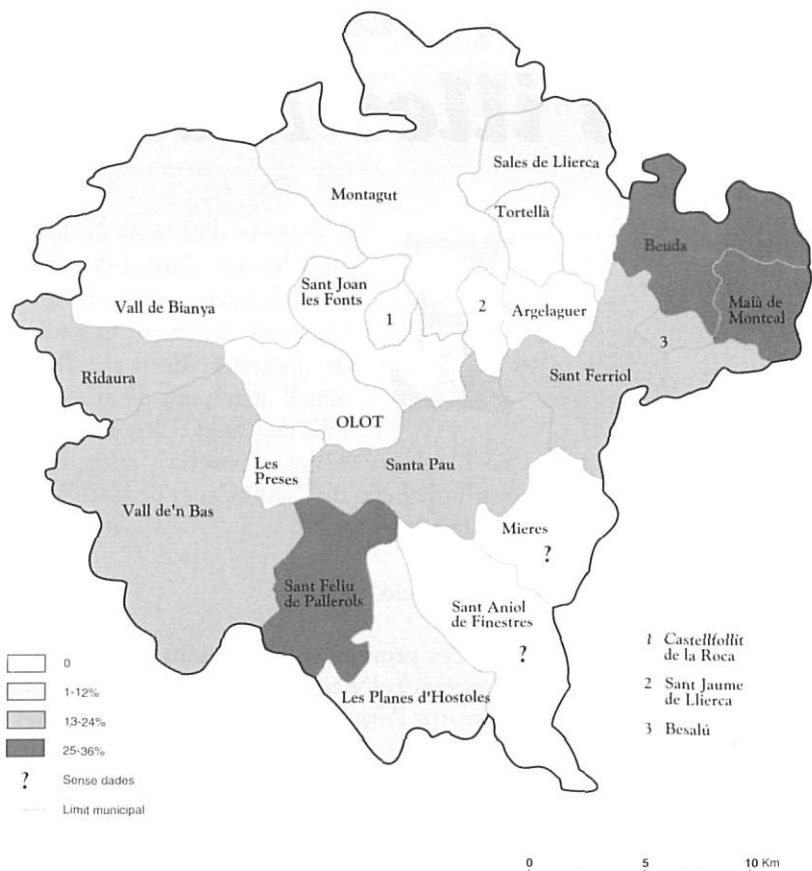 Sales de Llierca
Montagut
Tortellà
Beuda
Sant Joan
les Fonts
Vall de Bianya
1
2
Argelaguer
Maià de
Montcal
3
Ridaura
Sant Ferriol
OLOT
Les
Preses
Santa Pau
Vall de'n Bas
Mieres
?
Sant Feliu
de Pallerols
Sant Aniol
de Finestres
?
Les Planes d'Hostoles
0
1-12%
13-24%
25-36%
? Sense dades
Límit municipal
1 Castellfollit
de la Roca
2 Sant Jaume
de Llierca
3 Besalú
0 5 10 Km